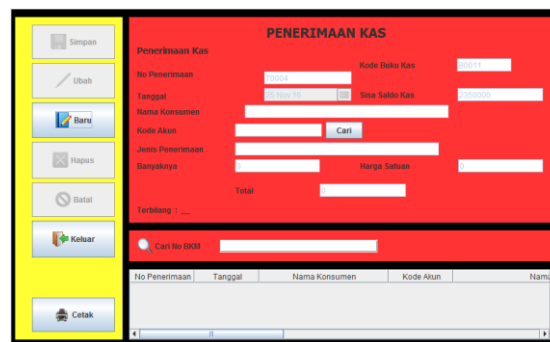 PENERIMAAN KAS
Simpan
Ubah
Baru
Hapus
Batal
Keluar
Cetak
Penerimaan Kas
No Penerimaan T0004 Kode Buku Kas B0011
Tanggal 25 Nov 16 Sisa Saldo Kas 2350000
Nama Konsumen
Kode Akun Cari
Jenis Penerimaan
Banyaknya 0 Harga Satuan 0
Total 0
Terbilang : __
Cari No BKM
No Penerimaan Tanggal Nama Konsumen Kode Akun Nama